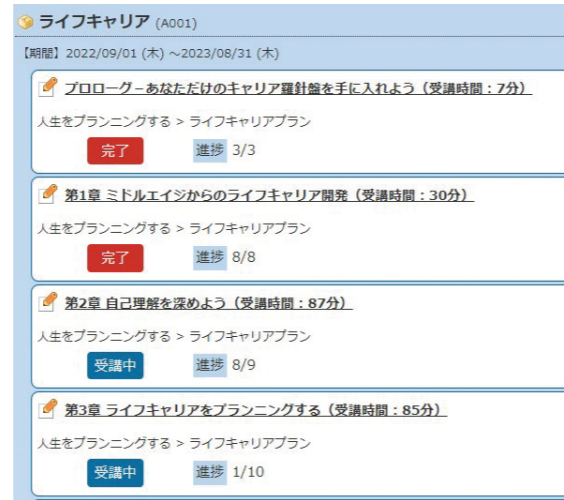 ライフキャリア (A001)
【期間】2022/09/01 (木) ～2023/08/31 (木)
プロローグ－あなただけのキャリア羅針盤を手に入れよう（受講時間：7分）
人生をプランニングする > ライフキャリアプラン
完了 進捗 3/3
第1章 ミドルエイジからのライフキャリア開発（受講時間：30分）
人生をプランニングする > ライフキャリアプラン
完了 進捗 8/8
第2章 自己理解を深めよう（受講時間：87分）
人生をプランニングする > ライフキャリアプラン
受講中 進捗 8/9
第3章 ライフキャリアをプランニングする（受講時間：85分）
人生をプランニングする > ライフキャリアプラン
受講中 進捗 1/10